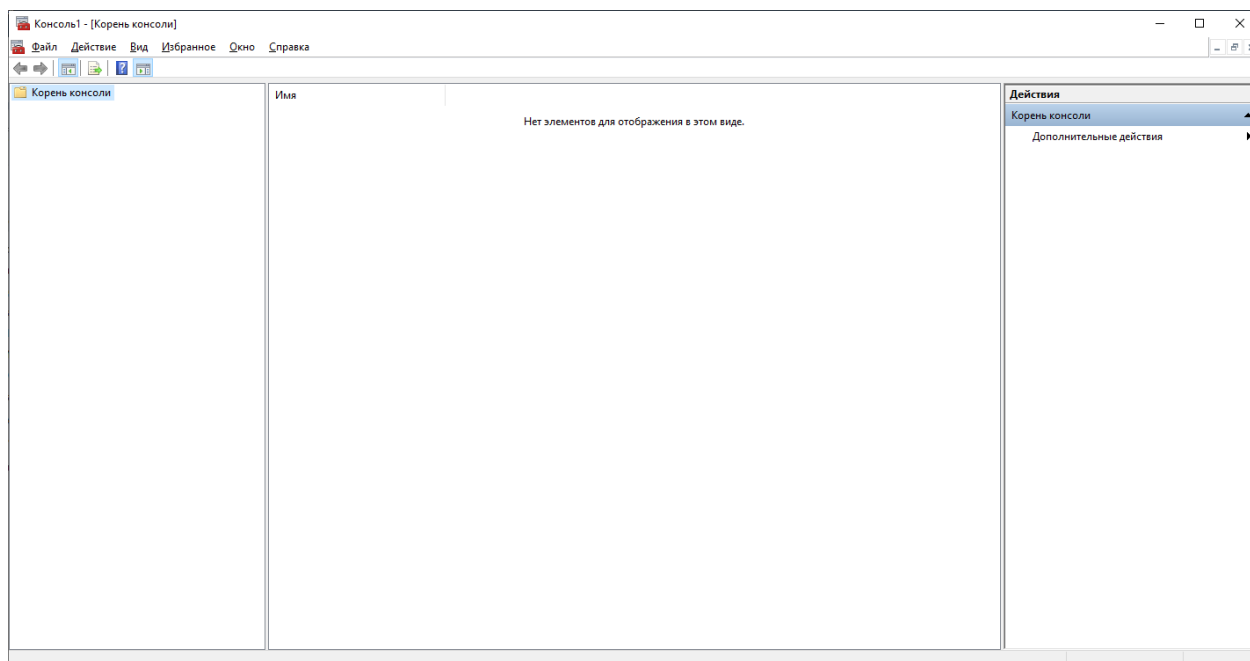 Консоль1 - [Корень консоли]
Файл Действие Вид Избранное Окно Справка
Корень консоли
Имя
Нет элементов для отображения в этом виде.
Действия
Корень консоли
Дополнительные действия